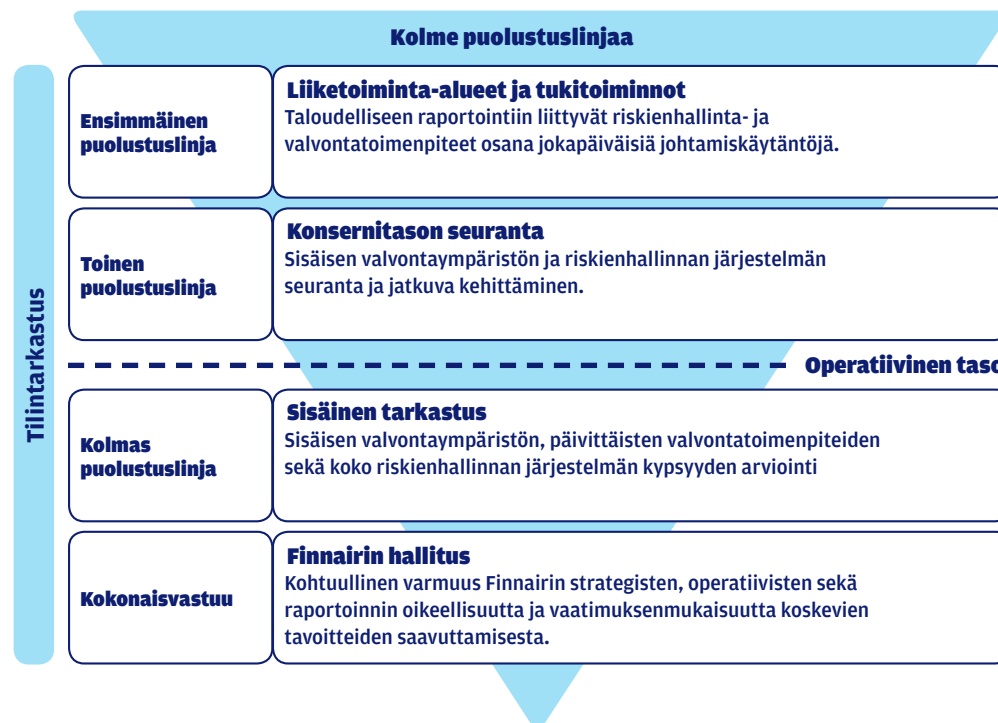 Kolme puolustuslinjaa
Tilintarkastus
Ensimmäinen
puolustuslinja
Liiketoiminta-alueet ja tukitoiminnot
Taloudelliseen raportointiin liittyvät riskienhallinta- ja
valvontatoimenpiteet osana jokapäiväisiä johtamiskäytäntöjä.
Toinen
puolustuslinja
Konsernitason seuranta
Sisäisen valvontaympäristön ja riskienhallinnan järjestelmän
seuranta ja jatkuva kehittäminen.
Operatiivinen taso
Kolmas
puolustuslinja
Sisäinen tarkastus
Sisäisen valvontaympäristön, päivittäisten valvontatoimenpiteiden
sekä koko riskienhallinnan järjestelmän kypsyyden arviointi
Kokonaisvastuu
Finnairin hallitus
Kohtuullinen varmuus Finnairin strategisten, operatiivisten sekä
raportoinnin oikeellisuutta ja vaatimuksenmukaisuutta koskevien
tavoitteiden saavuttamisesta.